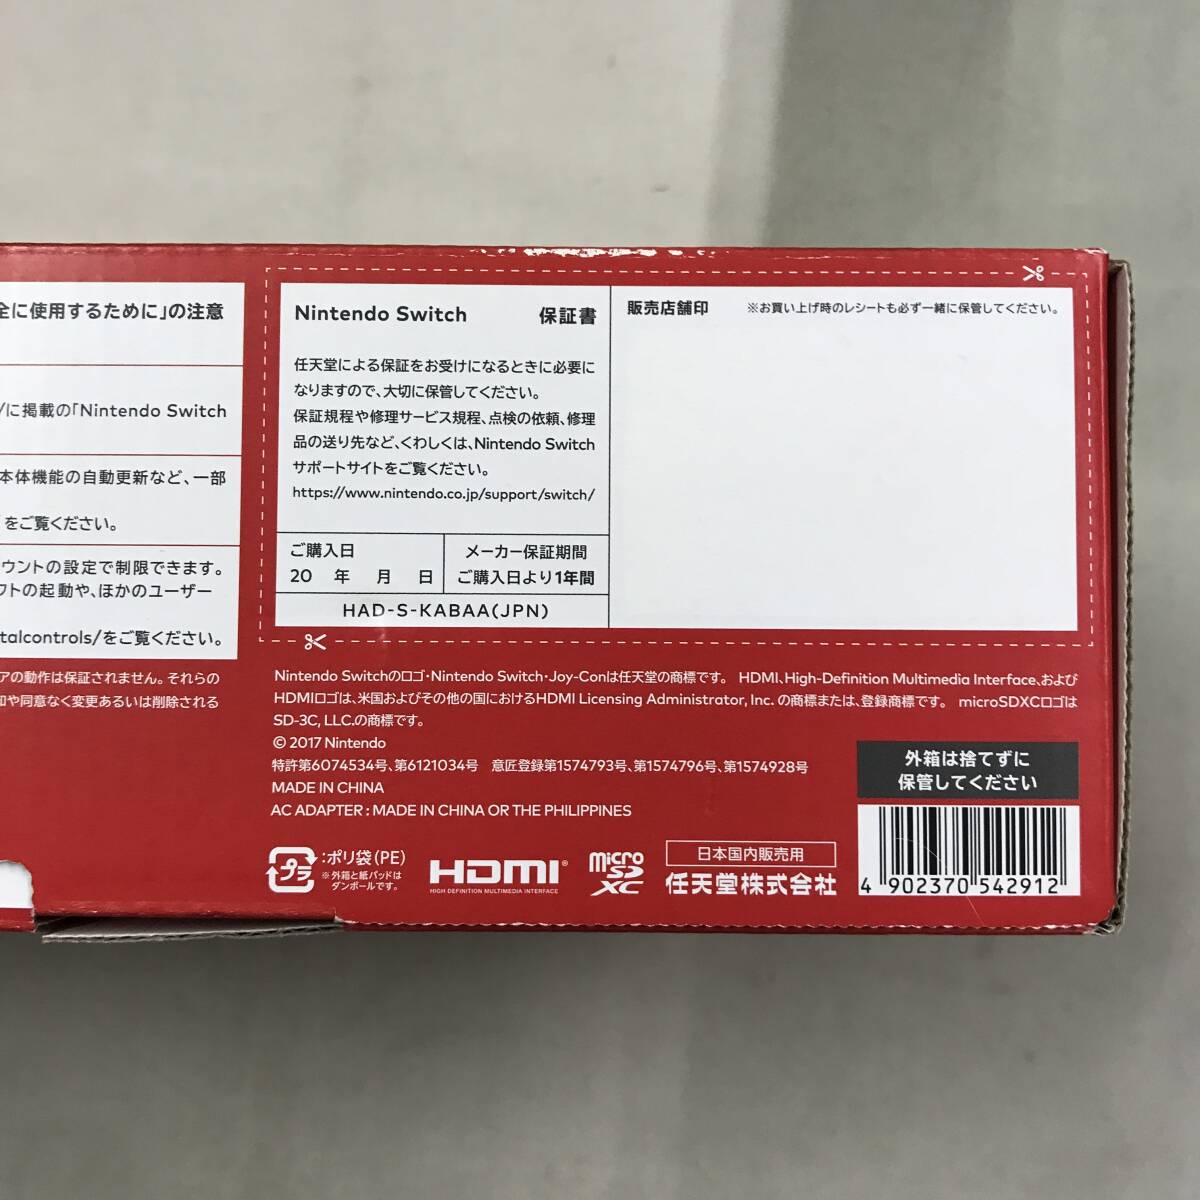 全に使用するために」の注意
/に掲載の「Nintendo Switch
本体機能の自動更新など、一部
をご覧ください。
ウントの設定で制限できます。
フトの起動や、ほかのユーザー
talcontrols/をご覧ください。
アの動作は保証されません。それらの
知や同意なく変更あるいは削除される
Nintendo Switch 保証書
任天堂による保証をお受けになるときに必要に
なりますので、大切に保管してください。
保証規程や修理サービス規程、点検の依頼、修理
品の送り先など、くわしくは、Nintendo Switch
サポートサイトをご覧ください。
https://www.nintendo.co.jp/support/switch/
ご購入日
20 年 月 日
メーカー保証期間
ご購入日より1年間
HAD-S-KABAA(JPN)
販売店舗印 ※お買い上げ時のレシートも必ず一緒に保管してください。
Nintendo Switchのロゴ・Nintendo Switch・Joy-Conは任天堂の商標です。 HDMI、High-Definition Multimedia Interface、および
HDMIロゴは、米国およびその他の国におけるHDMI Licensing Administrator, Inc. の商標または、登録商標です。 microSDXCロゴは
SD-3C, LLC.の商標です。
© 2017 Nintendo
特許第6074534号、第6121034号 意匠登録第1574793号、第1574796号、第1574928号
MADE IN CHINA
AC ADAPTER : MADE IN CHINA OR THE PHILIPPINES
プラ
:ポリ袋(PE)
※外箱と紙パッドは
ダンボールです。
HDMI®
HIGH DEFINITION MULTIMEDIA INTERFACE
micro
SD
XC
日本国内販売用
任天堂株式会社
外箱は捨てずに
保管してください
4 902370 542912